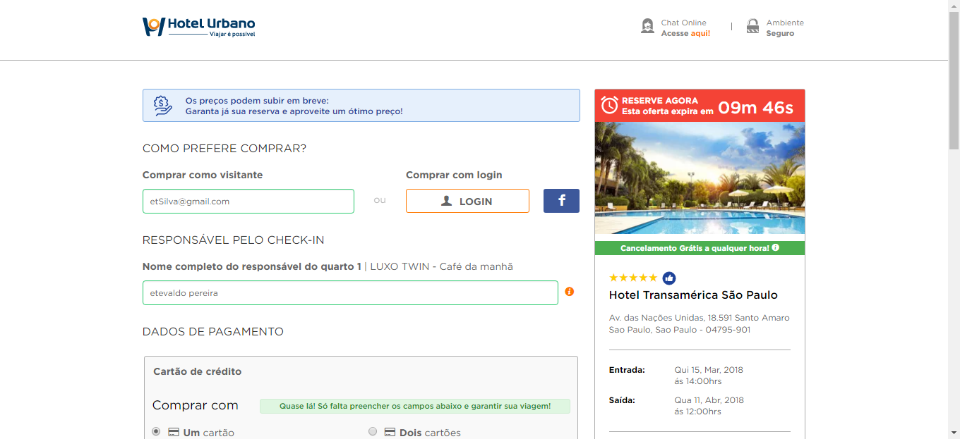 Hotel Urbano
Viajar é possível
Chat Online
Acesse aqui!
Ambiente
Seguro
Os preços podem subir em breve:
Garanta já sua reserva e aproveite um ótimo preço!
COMO PREFERE COMPRAR?
Comprar como visitante
et5ilva@gmail.com
OU
Comprar com login
LOGIN
f
RESPONSÁVEL PELO CHECK-IN
Nome completo do responsável do quarto 1 | LUXO TWIN - Café da manhã
etevaldo pereira
DADOS DE PAGAMENTO
Cartão de crédito
Comprar com
Quase lá! Só falta preencher os campos abaixo e garantir sua viagem!
Um cartão
Dois cartões
RESERVE AGORA
Esta oferta expira em 09m 46s
Cancelamento Grátis a qualquer hora!
Hotel Transamérica São Paulo
Av. das Nações Unidas, 18.591 Santo Amaro
Sao Paulo, Sao Paulo - 04795-901
Entrada: Qui 15, Mar, 2018
ás 14:00hrs
Saída: Qua 11, Abr, 2018
ás 12:00hrs